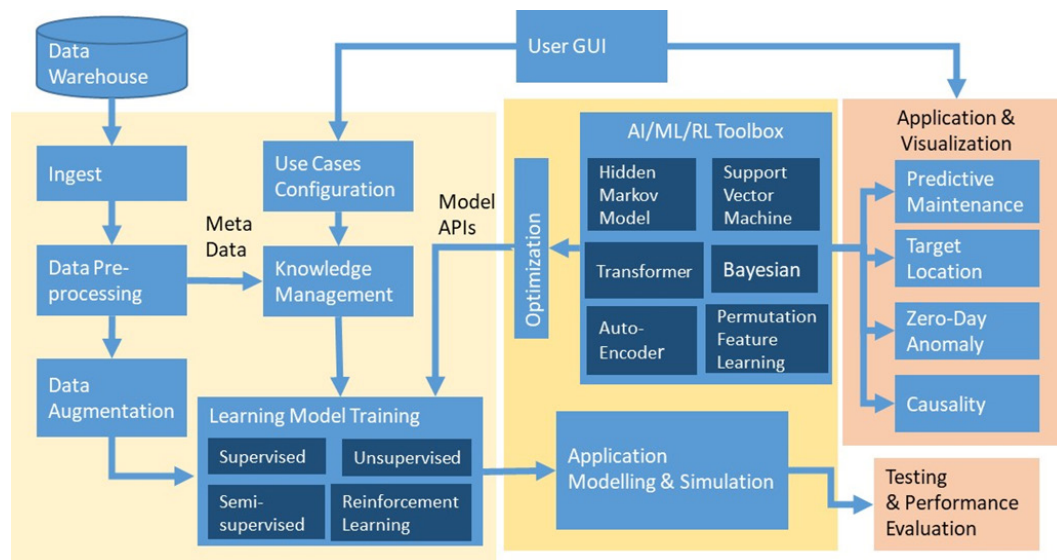 Data
Warehouse
User GUI
Ingest
Use Cases
Configuration
Meta
Data
Model
APIs
Data Pre-
processing
Knowledge
Management
Data
Augmentation
Learning Model Training
Supervised
Unsupervised
Semi-
supervised
Reinforcement
Learning
Optimization
AI/ML/RL Toolbox
Hidden
Markov
Model
Support
Vector
Machine
Transformer
Bayesian
Auto-
Encoder
Permutation
Feature
Learning
Application
Modelling & Simulation
Application &
Visualization
Predictive
Maintenance
Target
Location
Zero-Day
Anomaly
Causality
Testing
& Performance
Evaluation